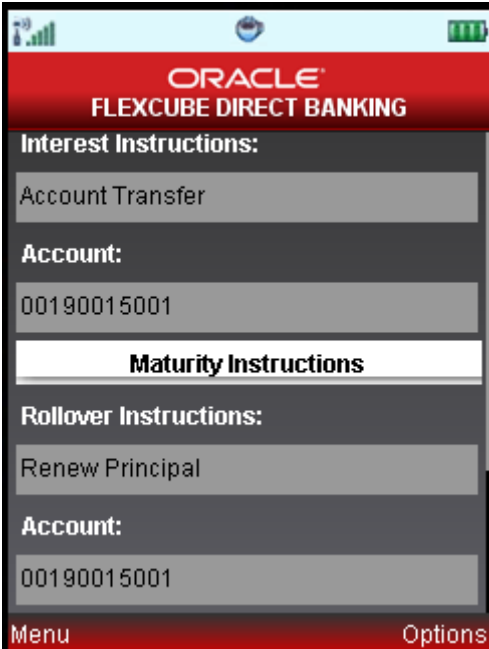 ORACLE
FLEXCUBE DIRECT BANKING
Interest Instructions:
Account Transfer
Account:
00190015001
Maturity Instructions
Rollover Instructions:
Renew Principal
Account:
00190015001
Menu Options